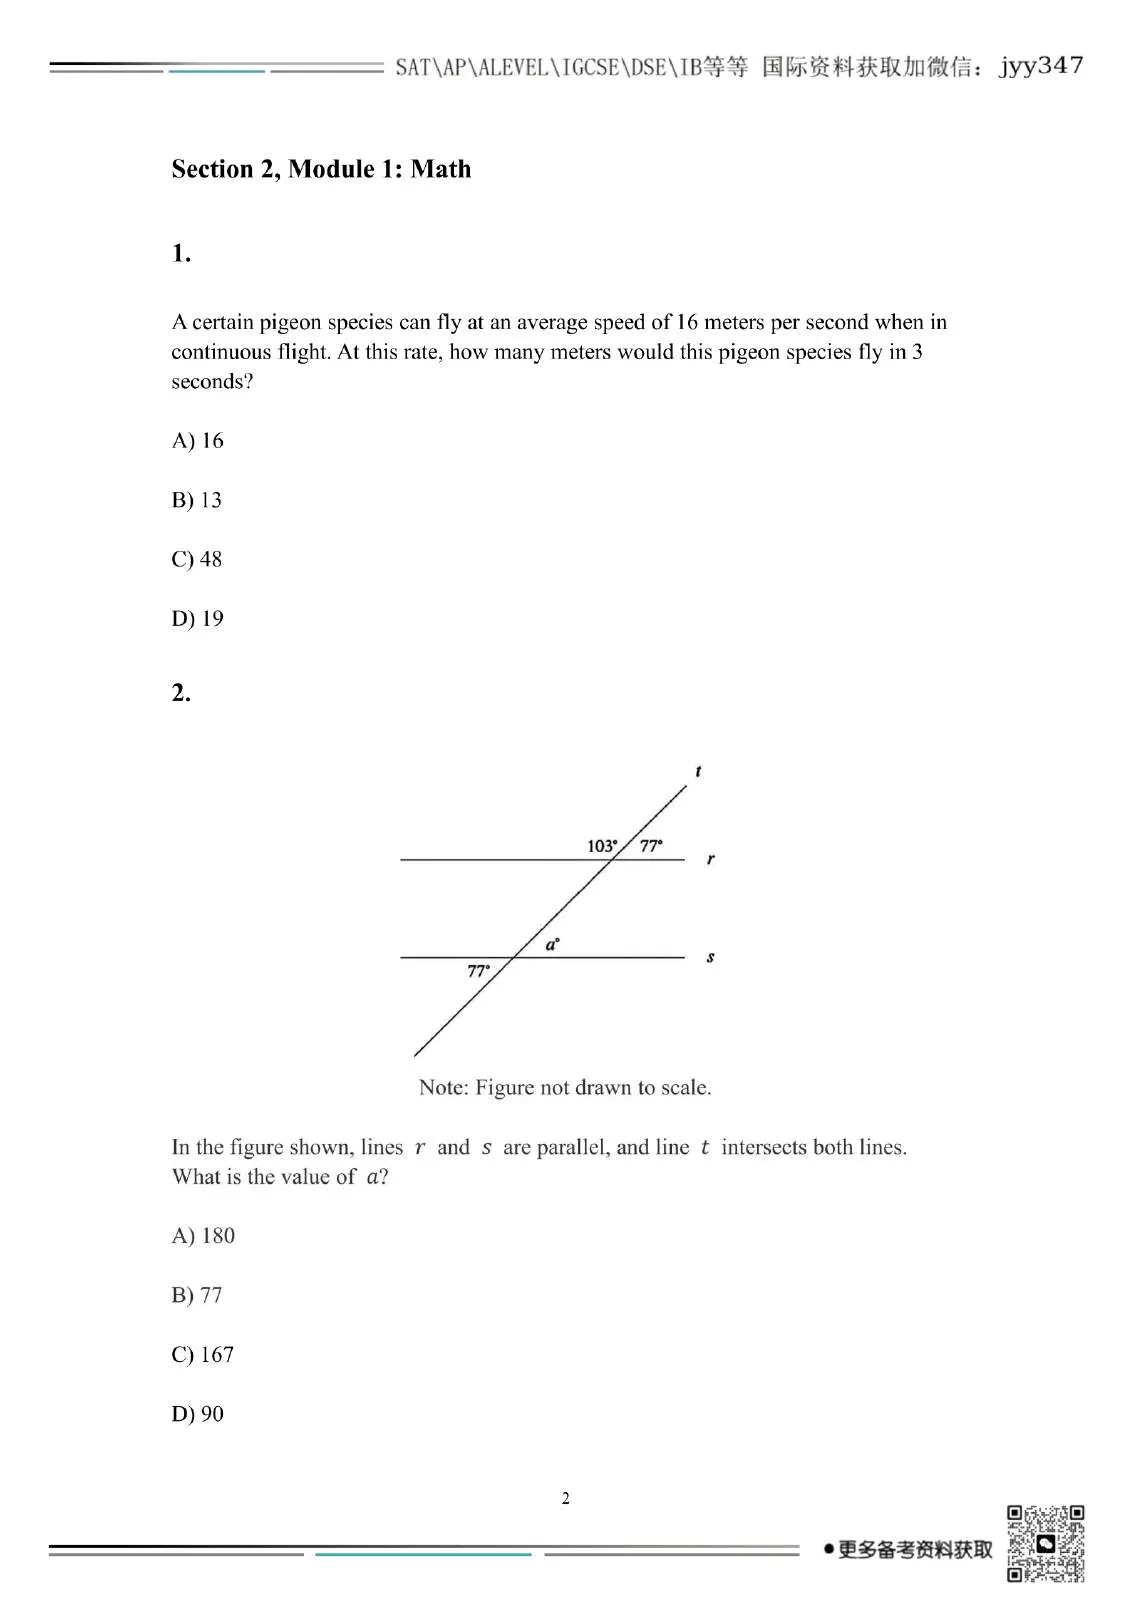 SAT\AP\ALEVEL\IGCSE\DSE\IB等等 国际资料获取加微信：jyy347
Section 2, Module 1: Math
1.
A certain pigeon species can fly at an average speed of 16 meters per second when in
continuous flight. At this rate, how many meters would this pigeon species fly in 3
seconds?
A) 16
B) 13
C) 48
D) 19
2.
t
103° 77°
r
a°
s
77°
Note: Figure not drawn to scale.
In the figure shown, lines r and s are parallel, and line t intersects both lines.
What is the value of a?
A) 180
B) 77
C) 167
D) 90
2
●更多备考资料获取